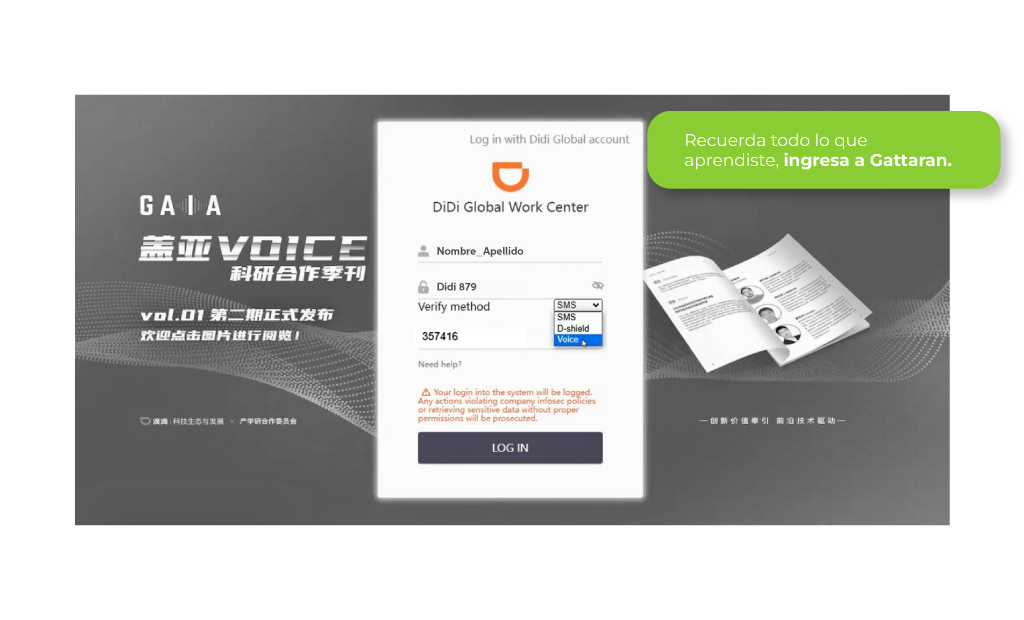 Recuerda todo lo que
aprendiste, ingresa a Gattaran.
Log in with Didi Global account
DiDi Global Work Center
Nombre_Apellido
Didi 879
Verify method
SMS
SMS
D-shield
Voice
357416
Need help?
Your login into the system will be logged.
Any actions violating company infosec policies
or retrieving sensitive data without proper
permissions will be prosecuted.
LOG IN
GAIA
盖亚VOICE
科研合作季刊
vol.01 第二期正式发布
欢迎点击图片进行阅览！
滴滴 | 科技生态与发展 × 产学研合作委员会
—创新价值牵引 前沿技术驱动—